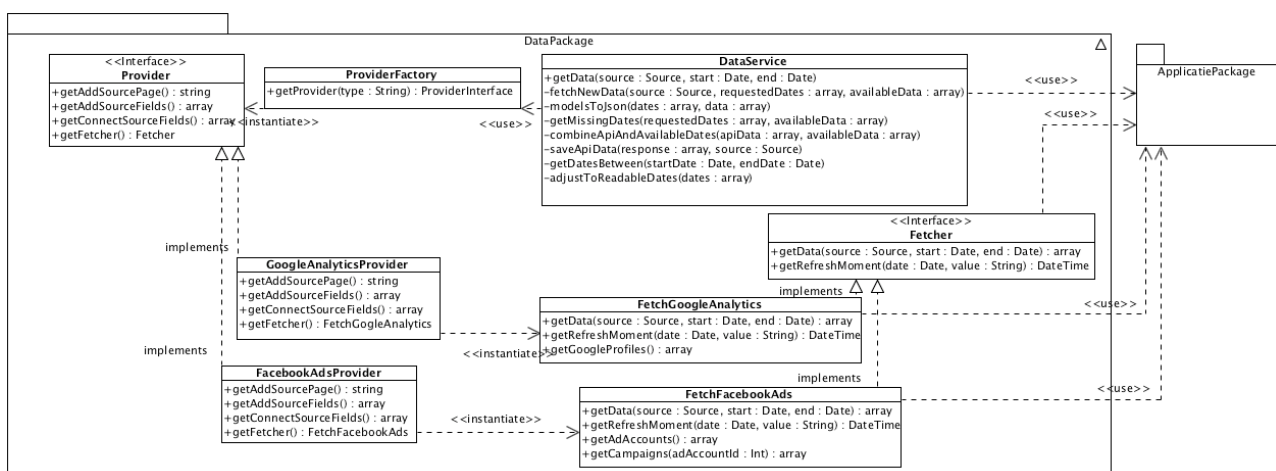 DataPackage
<<Interface>>
Provider
+getAddSourcePage() : string
+getAddSourceFields() : array
+getConnectSourceFields() : array
+getFetcher() : Fetcher
ProviderFactory
+getProvider(type : String) : ProviderInterface
<<instantiate>>
<<use>>
DataService
+getData(source : Source, start : Date, end : Date)
-fetchNewData(source : Source, requestedDates : array, availableData : array)
-modelsToJson(dates : array, data : array)
-getMissingDates(requestedDates : array, availableData : array)
-combineApiAndAvailableDates(apiData : array, availableData : array)
-saveApiData(response : array, source : Source)
-getDatesBetween(startDate : Date, endDate : Date)
-adjustToReadableDates(dates : array)
<<use>>
<<use>>
ApplicatiePackage
<<Interface>>
Fetcher
+getData(source : Source, start : Date, end : Date) : array
+getRefreshMoment(date : Date, value : String) : DateTime
implements
GoogleAnalyticsProvider
+getAddSourcePage() : string
+getAddSourceFields() : array
+getConnectSourceFields() : array
+getFetcher() : FetchGogleAnalytics
implements
<<instantiate>>
FetchGoogleAnalytics
+getData(source : Source, start : Date, end : Date) : array
+getRefreshMoment(date : Date, value : String) : DateTime
+getGoogleProfiles() : array
implements
<<use>>
FacebookAdsProvider
+getAddSourcePage() : string
+getAddSourceFields() : array
+getConnectSourceFields() : array
+getFetcher() : FetchFacebookAds
<<instantiate>>
implements
FetchFacebookAds
+getData(source : Source, start : Date, end : Date) : array
+getRefreshMoment(date : Date, value : String) : DateTime
+getAdAccounts() : array
+getCampaigns(adAccountId : Int) : array
<<use>>